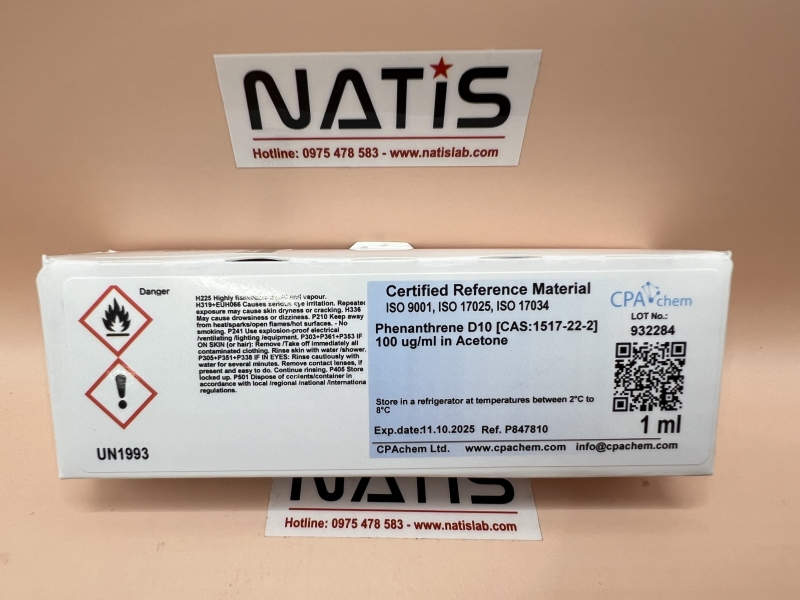 NATIS
Hotline: 0975 478 583 - www.natislab.com
Danger
UN1993
H225 Highly and vapour.
H319+EUH066 Causes serious eye irritation. Repeated
exposure may cause skin dryness or cracking. H336
May cause drowsiness or dizziness. P210 Keep away
from heat/sparks/open flames/hot surfaces. - No
smoking. P241 Use explosion-proof electrical
/ventilating /lighting /equipment. P303+P361+P353 IF
ON SKIN (or hair): Remove /Take off immediately all
contaminated clothing. Rinse skin with water /shower.
P305+P351+P338 IF IN EYES: Rinse cautiously with
water for several minutes. Remove contact lenses, if
present and easy to do. Continue rinsing. P405 Store
locked up. P501 Dispose of contents/container in
accordance with local /regional /national /international
regulations.
Certified Reference Material
ISO 9001, ISO 17025, ISO 17034
Phenanthrene D10 [CAS:1517-22-2]
100 ug/ml in Acetone
Store in a refrigerator at temperatures between 2°C to
8°C
Exp.date:11.10.2025 Ref. P847810
CPAchem Ltd. www.cpachem.com info@cpachem.com
CPAchem
LOT No.:
932284
1 ml
NATIS
Hotline: 0975 478 583 - www.natislab.com